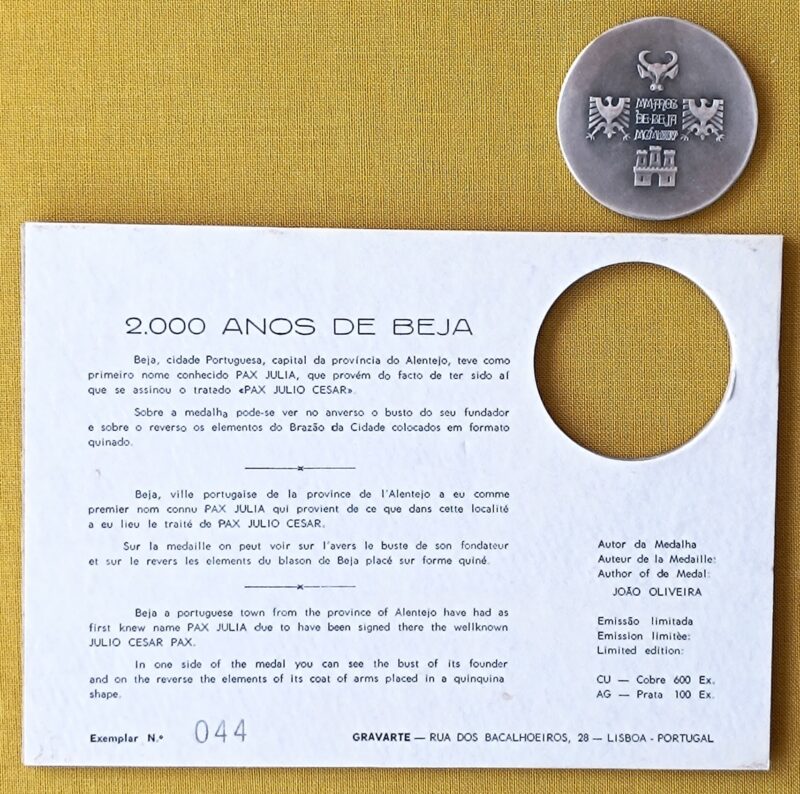 MM ANOS
DE BEJA
2.000 ANOS DE BEJA
Beja, cidade Portuguesa, capital da província do Alentejo, teve como
primeiro nome conhecido PAX JULIA, que provém do facto de ter sido aí
que se assinou o tratado «PAX JULIO CESAR».
Sobre a medalha pode-se ver no anverso o busto do seu fundador
e sobre o reverso os elementos do Brazão da Cidade colocados em formato
quinado.
Beja, ville portugaise de la province de l'Alentejo a eu comme
premier nom connu PAX JULIA qui provient de ce que dans cette localité
a eu lieu le traité de PAX JULIO CESAR.
Sur la medaille on peut voir sur l'avers le buste de son fondateur
et sur le revers les elements du blason de Beja placé sur forme quiné.
Beja a portuguese town from the province of Alentejo have had as
first knew name PAX JULIA due to have been signed there the wellknown
JULIO CESAR PAX.
In one side of the medal you can see the bust of its founder
and on the reverse the elements of its coat of arms placed in a quinquina
shape.
Autor da Medalha
Auteur de la Medaille:
Author of de Medal:
JOÃO OLIVEIRA
Emissão limitada
Emission limitèe:
Limited edition:
CU — Cobre 600 Ex.
AG — Prata 100 Ex.
Exemplar N.º 044
GRAVARTE — RUA DOS BACALHOEIROS, 28 — LISBOA - PORTUGAL